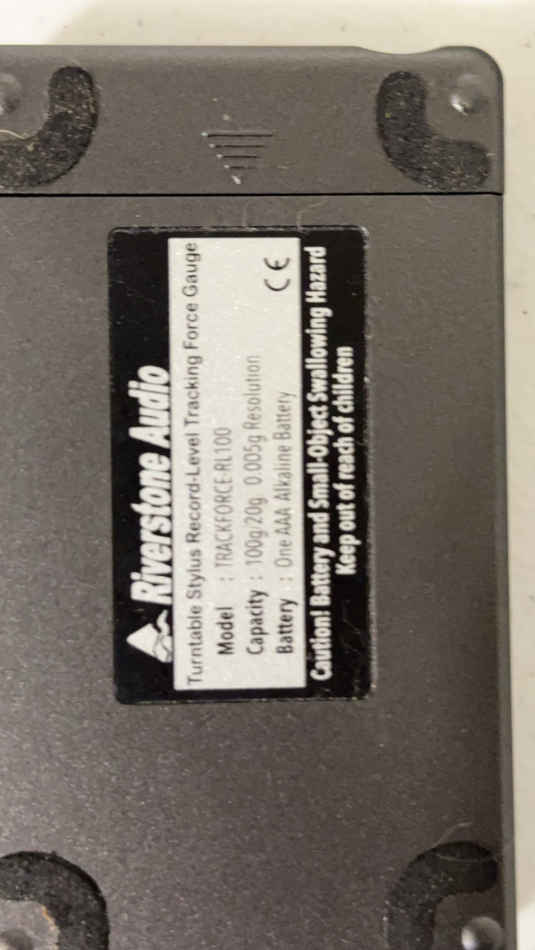 Riverstone Audio
Turntable Stylus Record-Level Tracking Force Gauge
Model : TRACKFORCE-RL100
Capacity : 100g/20g 0.005g Resolution
Battery : One AAA Alkaline Battery
CE
Caution! Battery and Small-Object Swallowing Hazard
Keep out of reach of children